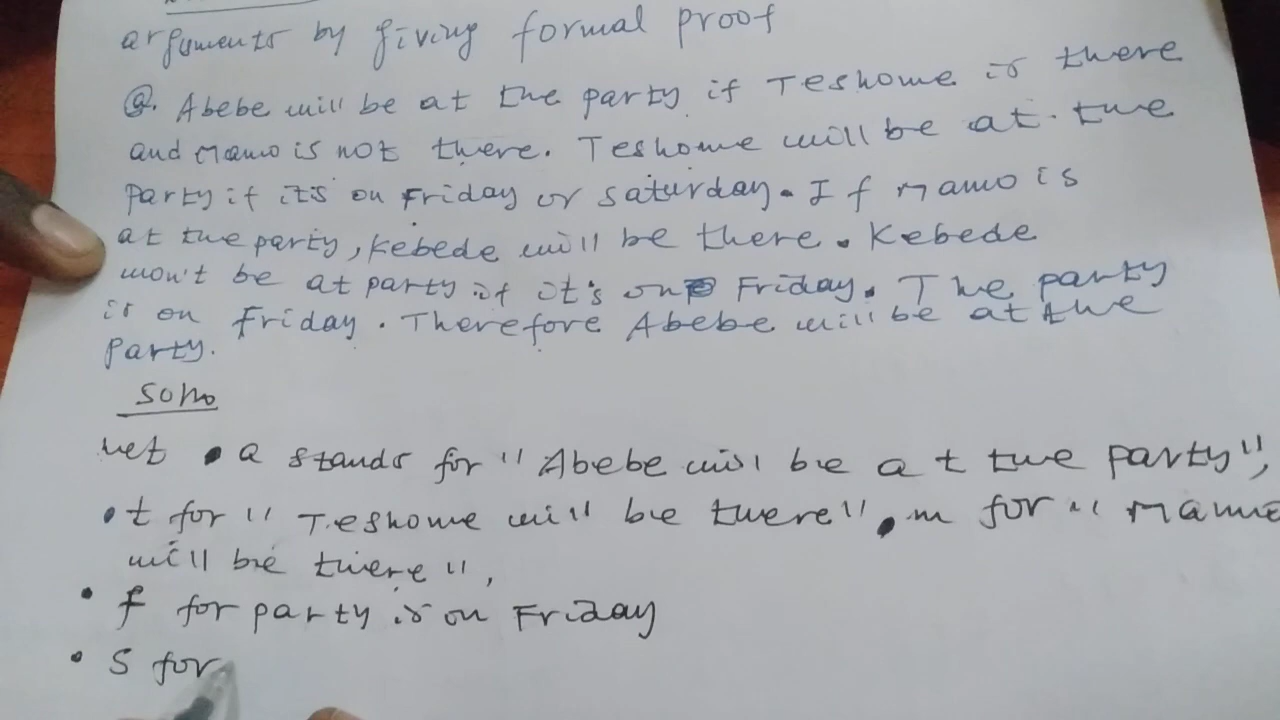 arguments by giving formal proof
a. Abebe will be at the party if Teshome is there
and Mamo is not there. Teshome will be at the
party if it's on Friday or Saturday. If Mamo is
at the party, Kebede will be there. Kebede
won't be at party if it's on Friday. The party
is on Friday. Therefore Abebe will be at the
party.
Soln
Let • a stands for "Abebe will be at the party",
• t for "Teshome will be there", m for "Mamo
will be there",
• f for party is on Friday
• S for